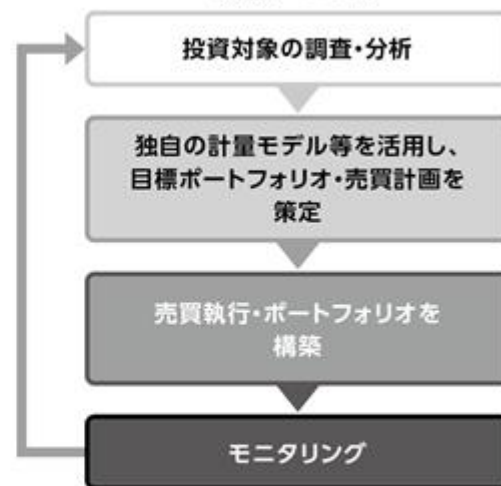 投資対象の調査・分析
独自の計量モデル等を活用し、
目標ポートフォリオ・売買計画を
策定
売買執行・ポートフォリオを
構築
モニタリング